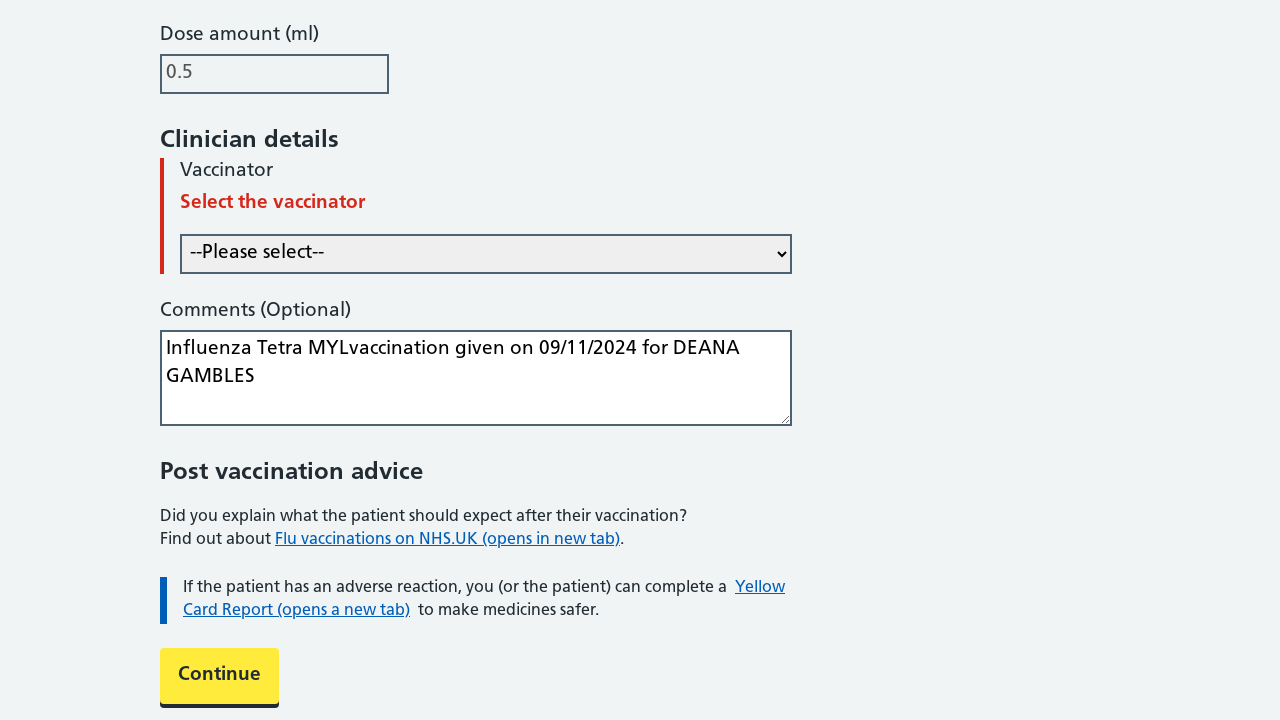 Dose amount (ml)
0.5
Clinician details
Vaccinator
Select the vaccinator
--Please select--
Comments (Optional)
Influenza Tetra MYLvaccination given on 09/11/2024 for DEANA
GAMBLES
Post vaccination advice
Did you explain what the patient should expect after their vaccination?
Find out about Flu vaccinations on NHS.UK (opens in new tab).
If the patient has an adverse reaction, you (or the patient) can complete a Yellow
Card Report (opens a new tab) to make medicines safer.
Continue